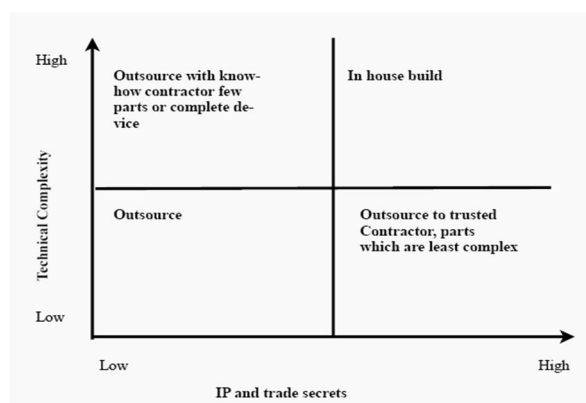 High
Outsource with know-
how contractor few
parts or complete de-
vice
In house build
Technical Complexity
Outsource
Outsource to trusted
Contractor, parts
which are least complex
Low
Low
High
IP and trade secrets